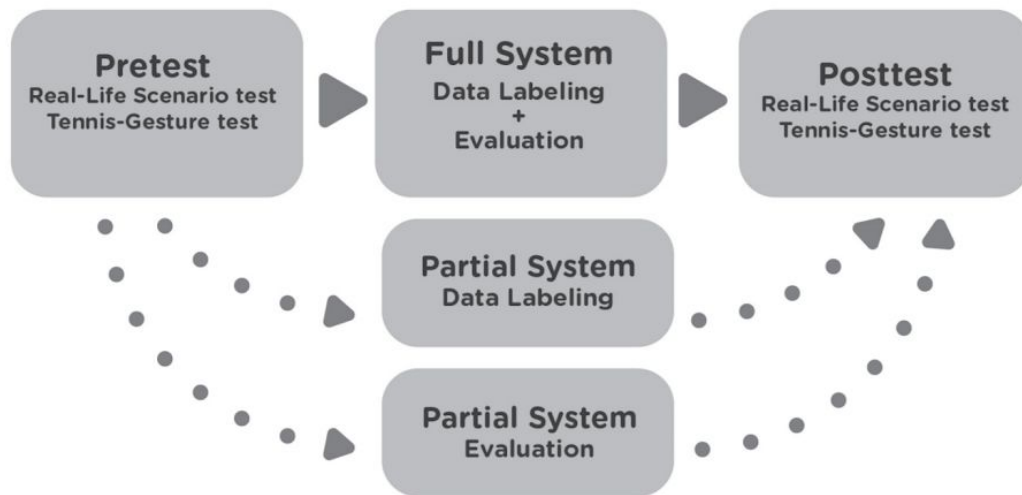 Pretest
Real-Life Scenario test
Tennis-Gesture test
Full System
Data Labeling
+
Evaluation
Posttest
Real-Life Scenario test
Tennis-Gesture test
Partial System
Data Labeling
Partial System
Evaluation